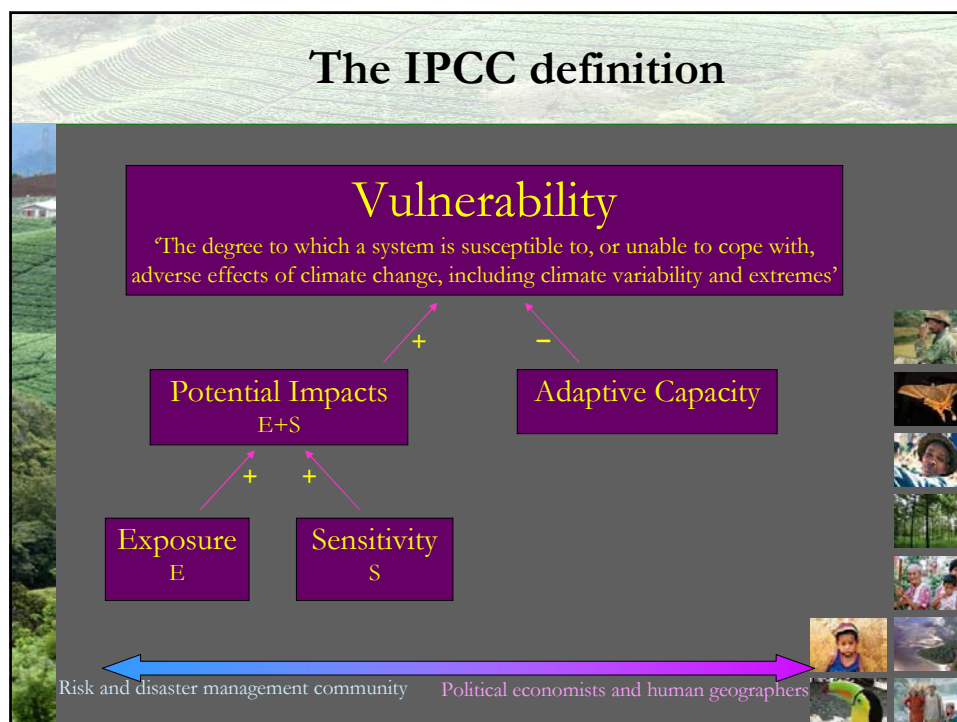 The IPCC definition
Vulnerability
‘The degree to which a system is susceptible to, or unable to cope with,
adverse effects of climate change, including climate variability and extremes’
+
–
Potential Impacts
E+S
Adaptive Capacity
+
+
Exposure
E
Sensitivity
S
Risk and disaster management community
Political economists and human geographers